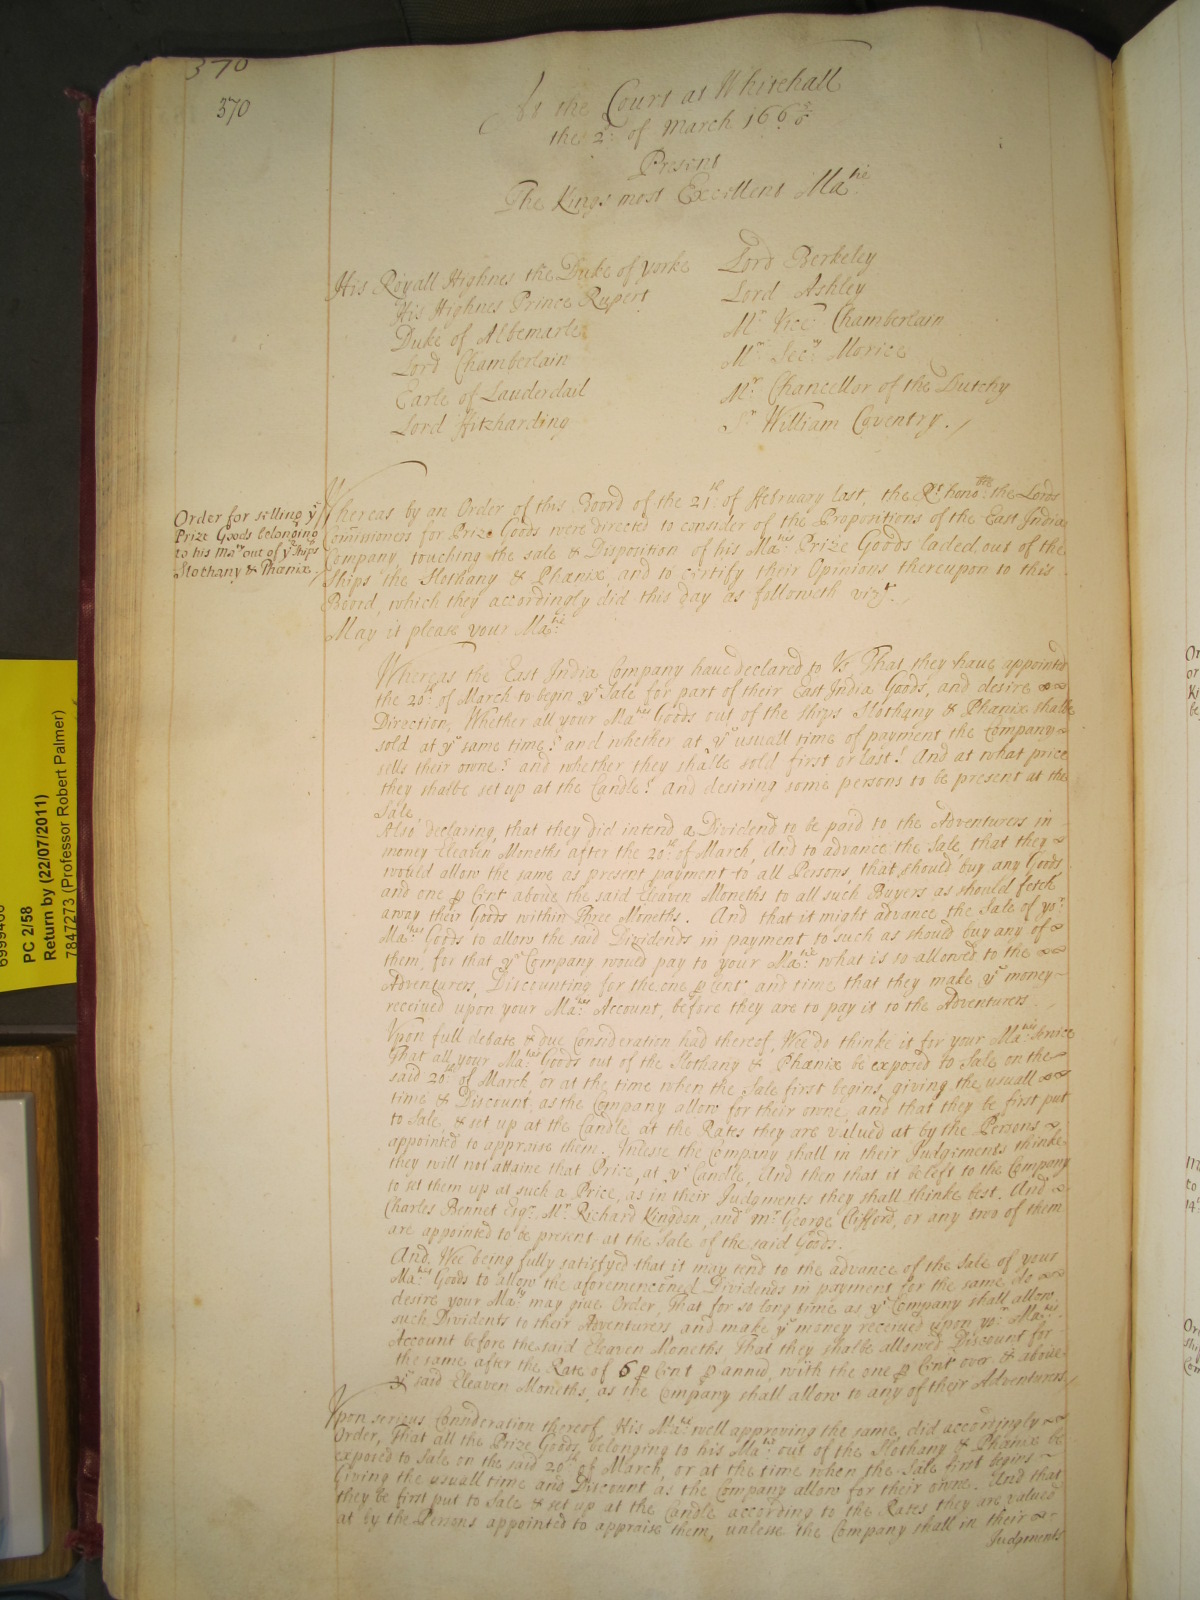 370
370
At the Court at Whitehall
the 2d: of March 1665/6
Present
The Kings most Excellent Matie
His Royall Highnes the Duke of Yorke
His Highnes Prince Rupert
Duke of Albemarle
Lord Chamberlain
Earle of Lauderdail
Lord ffitzharding
Lord Berkeley
Lord Ashley
Mr Vice Chamberlain
Mr Secry Morice
Mr Chancellor of the Dutchy
Sr William Coventry.
Order for selling ye
Prize Goods belonging
to his Matie out of ye ships
Slothany & Phœnix.
Whereas by an Order of this Board of the 21th of ffebruary last, the Rt honoble the Lords
Comissioners for Prize Goods were directed to consider of the Propositions of the East India
Company, touching the sale & Disposition of his Maties Prize Goods laded out of the
Ships the Slothany & Phœnix, and to certify their Opinions thereupon to this
Board, which they accordingly did this day as followeth vizt.
May it please your Matie
Whereas the East India Company have declared to Us That they have appointed
the 20th of March to begin ye Sale for part of their East India Goods, and desire
Direction, Whether all your Maties Goods out of the ships Slothany & Phœnix shalbe
sold at ye same time? and whether at ye usuall time of payment the Company
sells their owne? and whether they shalbe sold first or last? And at what price
they shalbe set up at the Candle? And desiring some persons to be present at the
Sale.
Also declaring, that they did intend a Dividend to be paid to the Adventurers in
money Eleaven Moneths after the 20th of March, And to advance the Sale, that they
would allow the same as present payment to all Persons, that should buy any Goods
and one p Cent above the said Eleaven Moneths to all such Buyers as should fetch
away their Goods within three Moneths. And that it might advance the Sale of yor
Maties Goods to allow the said Dividends in payment to such as should buy any of
them, for that ye Company would pay to your Matie what is so allowed to the
Adventurers, Discounting for the one p Cent and time that they make ye money
received upon your Maties Account, before they are to pay it to the Adventurers.
Vpon full debate & due Consideration had thereof, Wee do thinke it for your Maties service
That all your Maties Goods out of the Slothany & Phœnix be exposed to Sale on the
said 20th of March, or at the time when the Sale first begins, giving the usuall
time & Discount, as the Company allow for their owne, and that they be first put
to Sale, & set up at the Candle, at the Rates they are valued at by the Persons
appointed to appraise them. Vnlesse the Company shall in their Judgments thinke
they will not attaine that Price, at ye Candle, And then that it be left to the Company
to set them up at such a Price, as in their Judgments they shall thinke best. And
Charles Bennet Esqr. Mr. Richard Kingdon, and Mr. George Clifford, or any two of them
are appointed to be present at the Sale of the said Goods.
And Wee being fully satisfyed that it may tend to the advance of the Sale of your
Maties Goods to allow the aforemenconed Dividends in payment for the same, do
desire your Maty may give Order That for so long time as ye Company shall allow
such Dividents to their Adventurers, and make ye money received upon yor Maties
Account before the said Eleaven Moneths That they shalbe allowed Discount for
the same, after the Rate of 6 p Cent p annu, with the one p Cent over & above
ye said Eleaven Moneths, as the Company shall allow to any of their Adventurers
Vpon serious Consideration thereof, His Matie well approving the same, did accordingly
Order, That all the Prize Goods, belonging to his Matie out of the Slothany & Phœnix be
exposed to Sale on the said 20th of March, or at the time when the Sale first begins
Giving the usuall time and Discount as the Company allow for their owne. And that
they be first put to Sale & set up at the Candle according to the Rates they are valued
at by the Persons appointed to appraise them, unlesse the Company shall in their
Judgments
PC 2/58
Return by (22/07/2011)
7847273 (Professor Robert Palmer)